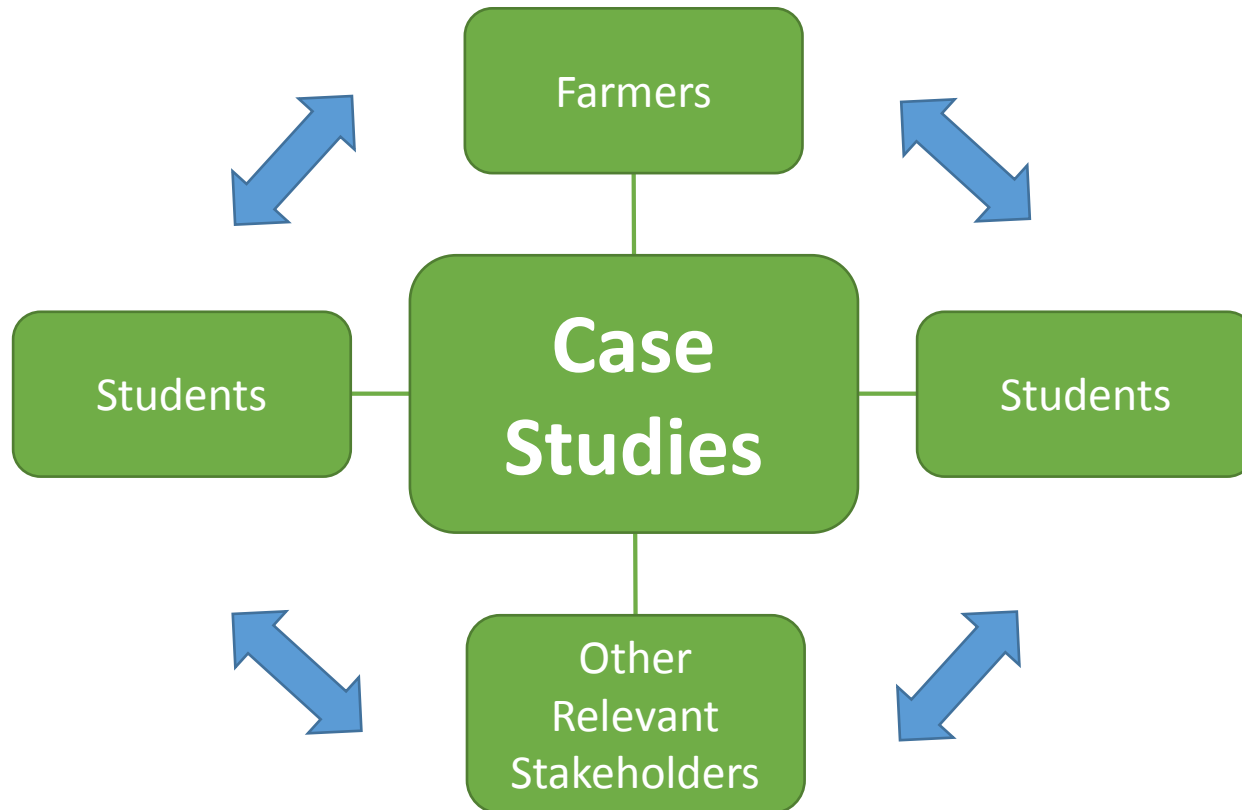 Farmers
Students
Case
Studies
Students
Other
Relevant
Stakeholders